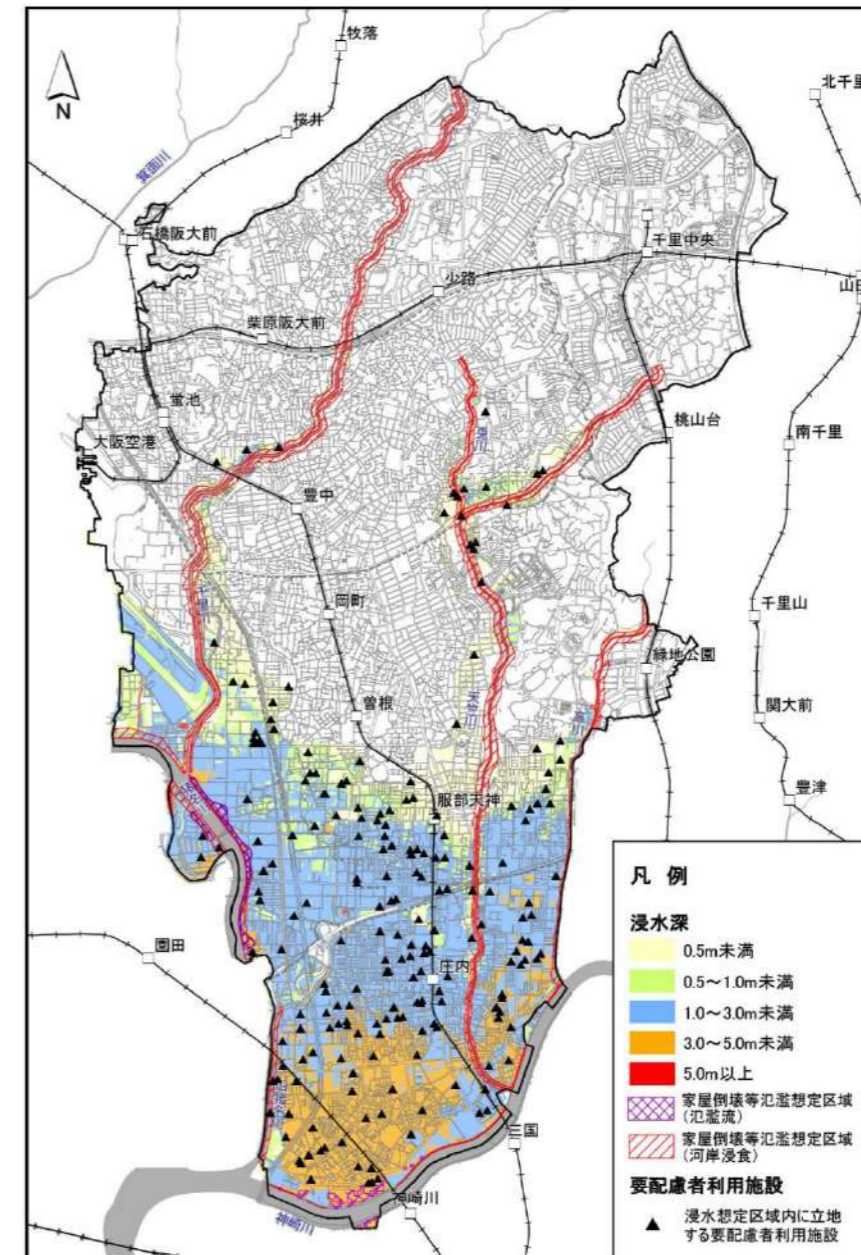 牧落
北千里
N
桜井
箕面川
石橋阪大前
千里中央
少路
山田
柴原阪大前
蛍池
桃山台
大阪空港
南千里
豊中
千里川
岡町
千里山
緑地公園
天竺川
曽根
関大前
高川
豊津
服部天神
園田
庄内
三国
神崎川
神崎川
凡 例
浸水深
0.5m未満
0.5～1.0m未満
1.0～3.0m未満
3.0～5.0m未満
5.0m以上
家屋倒壊等氾濫想定区域
(氾濫流)
家屋倒壊等氾濫想定区域
(河岸浸食)
要配慮者利用施設
浸水想定区域内に立地
する要配慮者利用施設